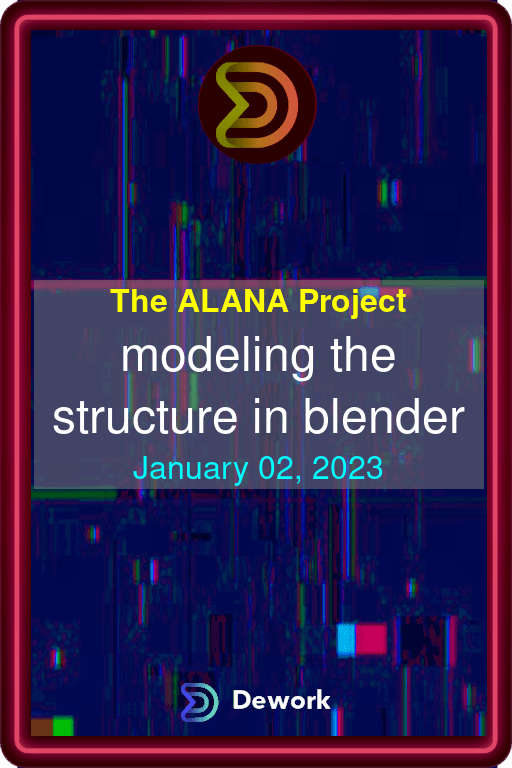 The ALANA Project
modeling the
structure in blender
January 02, 2023
Dework